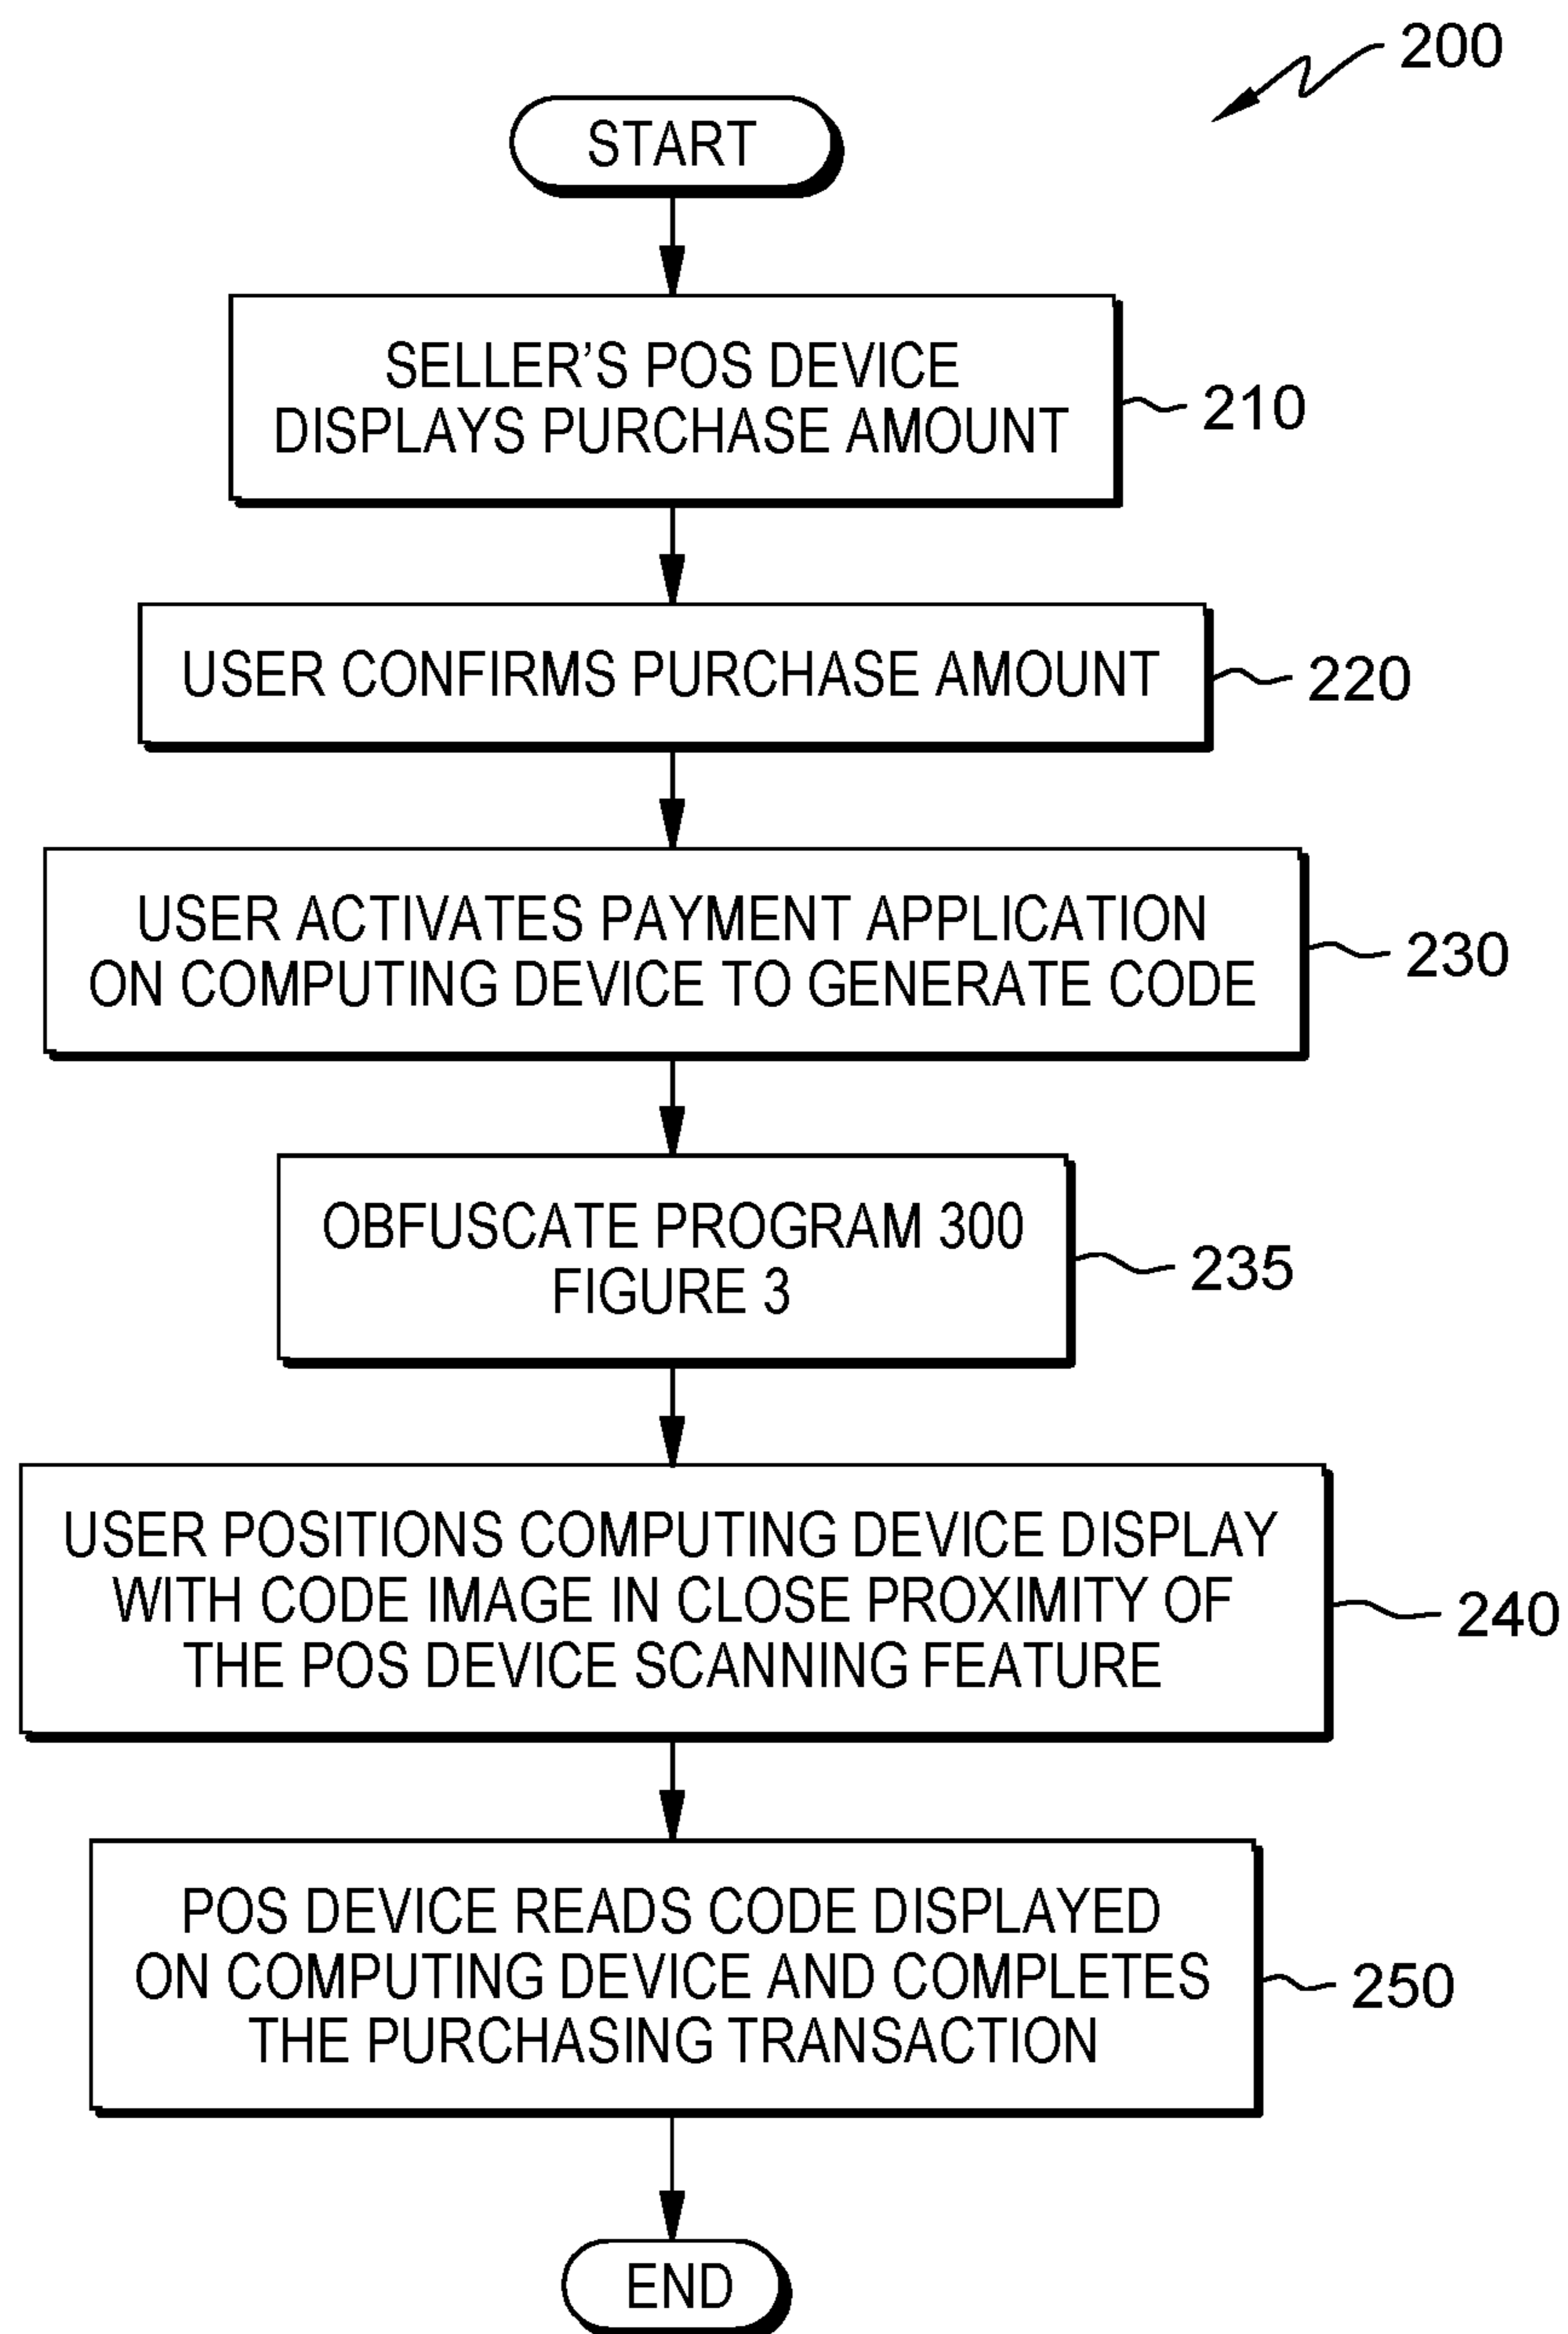 200
START
SELLER’S POS DEVICE
DISPLAYS PURCHASE AMOUNT
210
USER CONFIRMS PURCHASE AMOUNT
220
USER ACTIVATES PAYMENT APPLICATION
ON COMPUTING DEVICE TO GENERATE CODE
230
OBFUSCATE PROGRAM 300
FIGURE 3
235
USER POSITIONS COMPUTING DEVICE DISPLAY
WITH CODE IMAGE IN CLOSE PROXIMITY OF
THE POS DEVICE SCANNING FEATURE
240
POS DEVICE READS CODE DISPLAYED
ON COMPUTING DEVICE AND COMPLETES
THE PURCHASING TRANSACTION
250
END